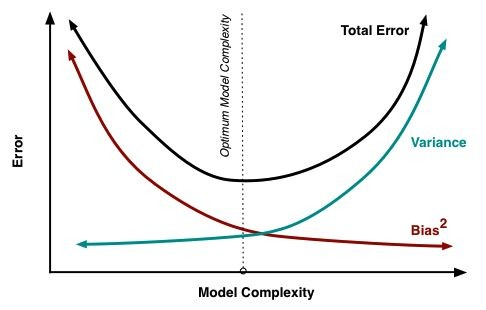 Total Error
Optimum Model Complexity
Variance
Error
Bias²
Model Complexity